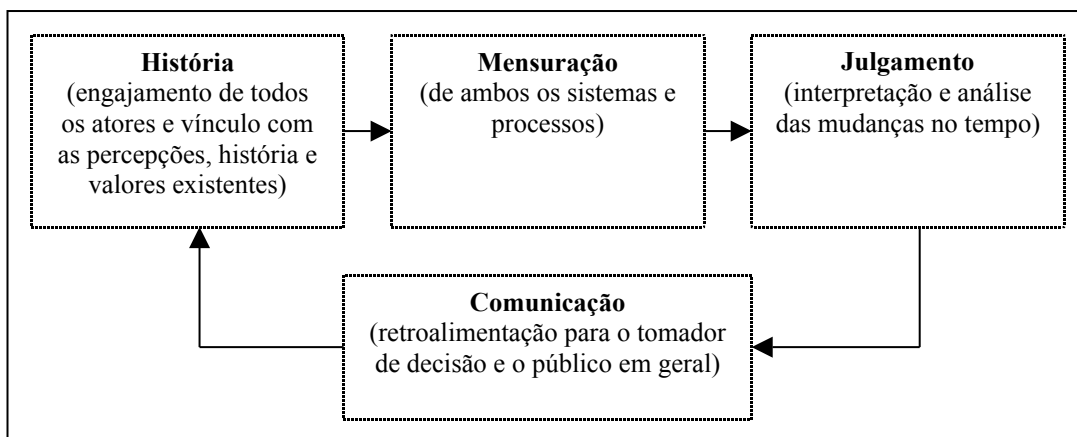 História
(engajamento de todos
os atores e vínculo com
as percepções, história e
valores existentes)
Mensuração
(de ambos os sistemas e
processos)
Julgamento
(interpretação e análise
das mudanças no tempo)
Comunicação
(retroalimentação para o tomador
de decisão e o público em geral)